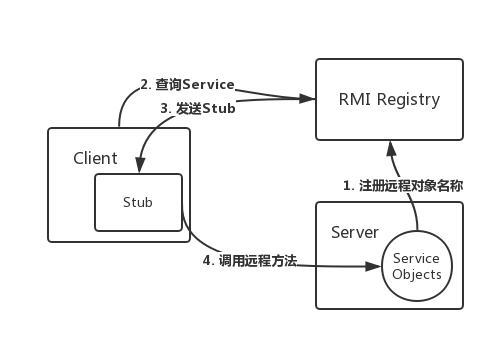 2. 查询Service
3. 发送Stub
RMI Registry
Client
Stub
1. 注册远程对象名称
Server
Service
Objects
4. 调用远程方法